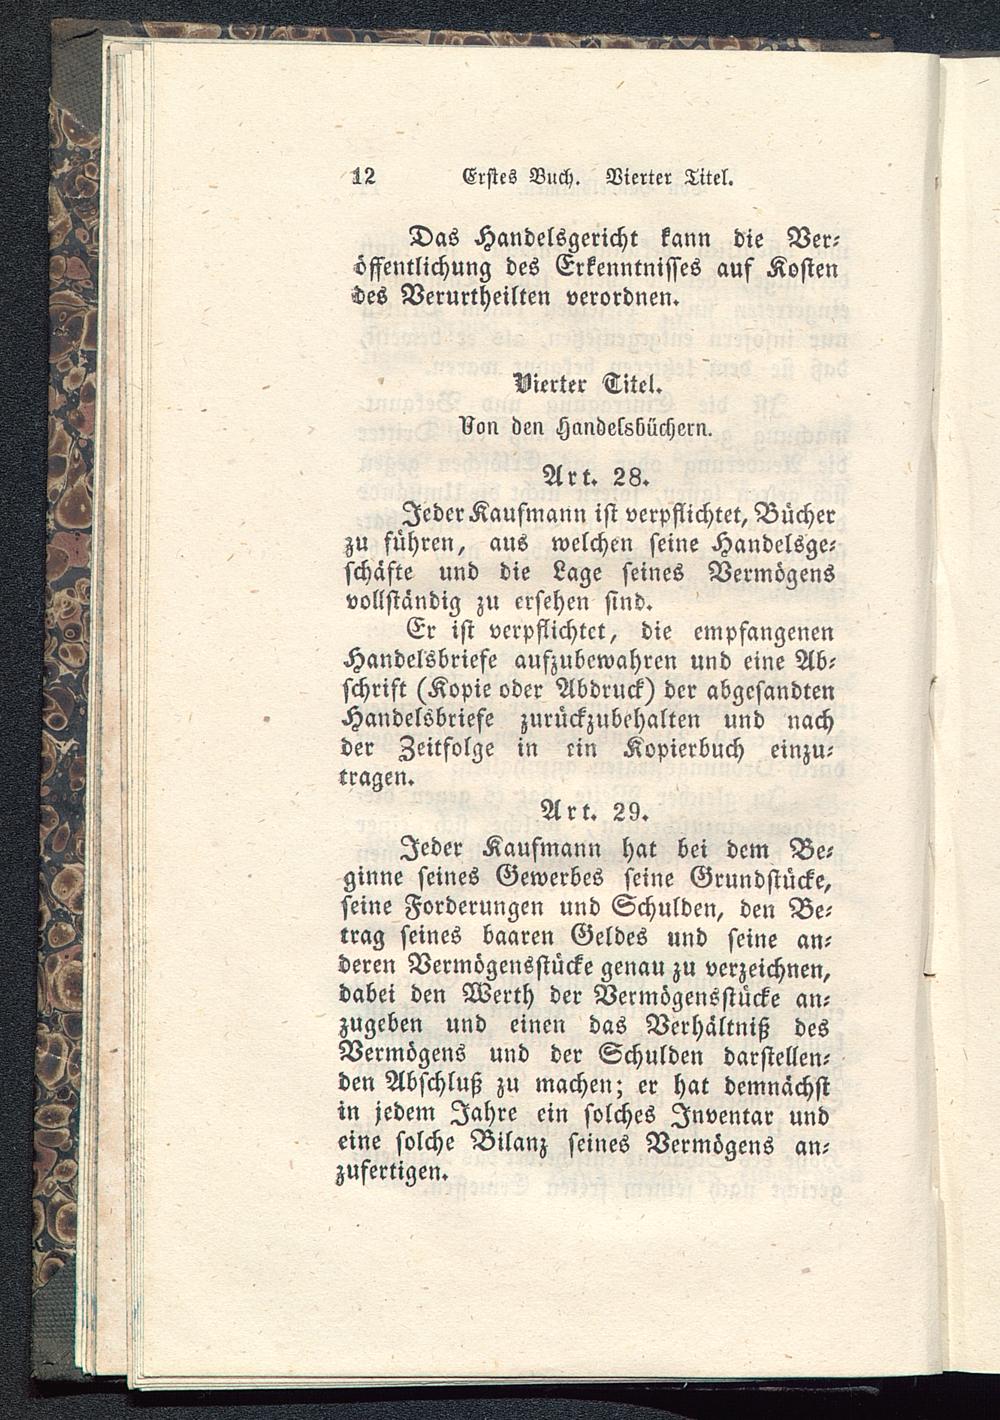 12 Erstes Buch. Vierter Titel.
Das Handelsgericht kann die Ver-
öffentlichung des Erkenntnisses auf Kosten
des Verurtheilten verordnen.
Vierter Titel.
Von den Handelsbüchern.
Art. 28.
Jeder Kaufmann ist verpflichtet, Bücher
zu führen, aus welchen seine Handelsge-
schäfte und die Lage seines Vermögens
vollständig zu ersehen sind.
Er ist verpflichtet, die empfangenen
Handelsbriefe aufzubewahren und eine Ab-
schrift (Kopie oder Abdruck) der abgesandten
Handelsbriefe zurückzubehalten und nach
der Zeitfolge in ein Kopierbuch einzu-
tragen.
Art. 29.
Jeder Kaufmann hat bei dem Be-
ginne seines Gewerbes seine Grundstücke,
seine Forderungen und Schulden, den Be-
trag seines baaren Geldes und seine an-
deren Vermögensstücke genau zu verzeichnen,
dabei den Werth der Vermögensstücke an-
zugeben und einen das Verhältniß des
Vermögens und der Schulden darstellen-
den Abschluß zu machen; er hat demnächst
in jedem Jahre ein solches Inventar und
eine solche Bilanz seines Vermögens an-
zufertigen.